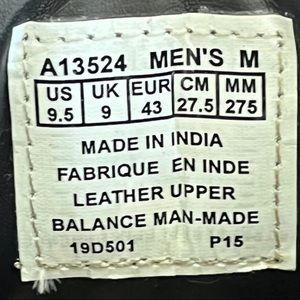 A13524 MEN'S M
US UK EUR CM MM
9.5 9 43 27.5 275
MADE IN INDIA
FABRIQUE EN INDE
LEATHER UPPER
BALANCE MAN-MADE
19D501 P15